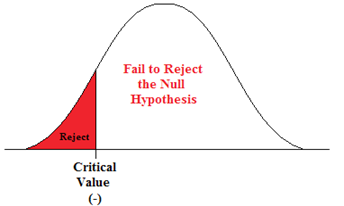 Fail to Reject
the Null
Hypothesis
Reject
Critical
Value
(-)